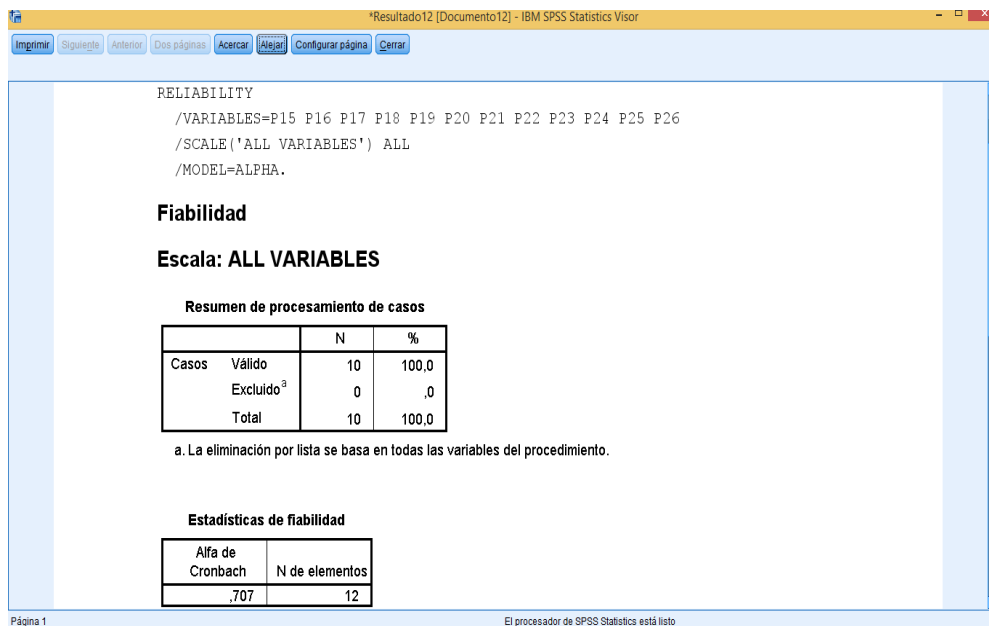 *Resultado12 [Documento12] - IBM SPSS Statistics Visor
Imprimir Siguiente Anterior Dos páginas Acercar Alejar Configurar página Cerrar
RELIABILITY
/VARIABLES=P15 P16 P17 P18 P19 P20 P21 P22 P23 P24 P25 P26
/SCALE('ALL VARIABLES') ALL
/MODEL=ALPHA.
Fiabilidad
Escala: ALL VARIABLES
Resumen de procesamiento de casos
N %
Casos Válido 10 100,0
Excluido a 0 ,0
Total 10 100,0
a. La eliminación por lista se basa en todas las variables del procedimiento.
Estadísticas de fiabilidad
Alfa de
Cronbach N de elementos
,707 12
Página 1 El procesador de SPSS Statistics está listo